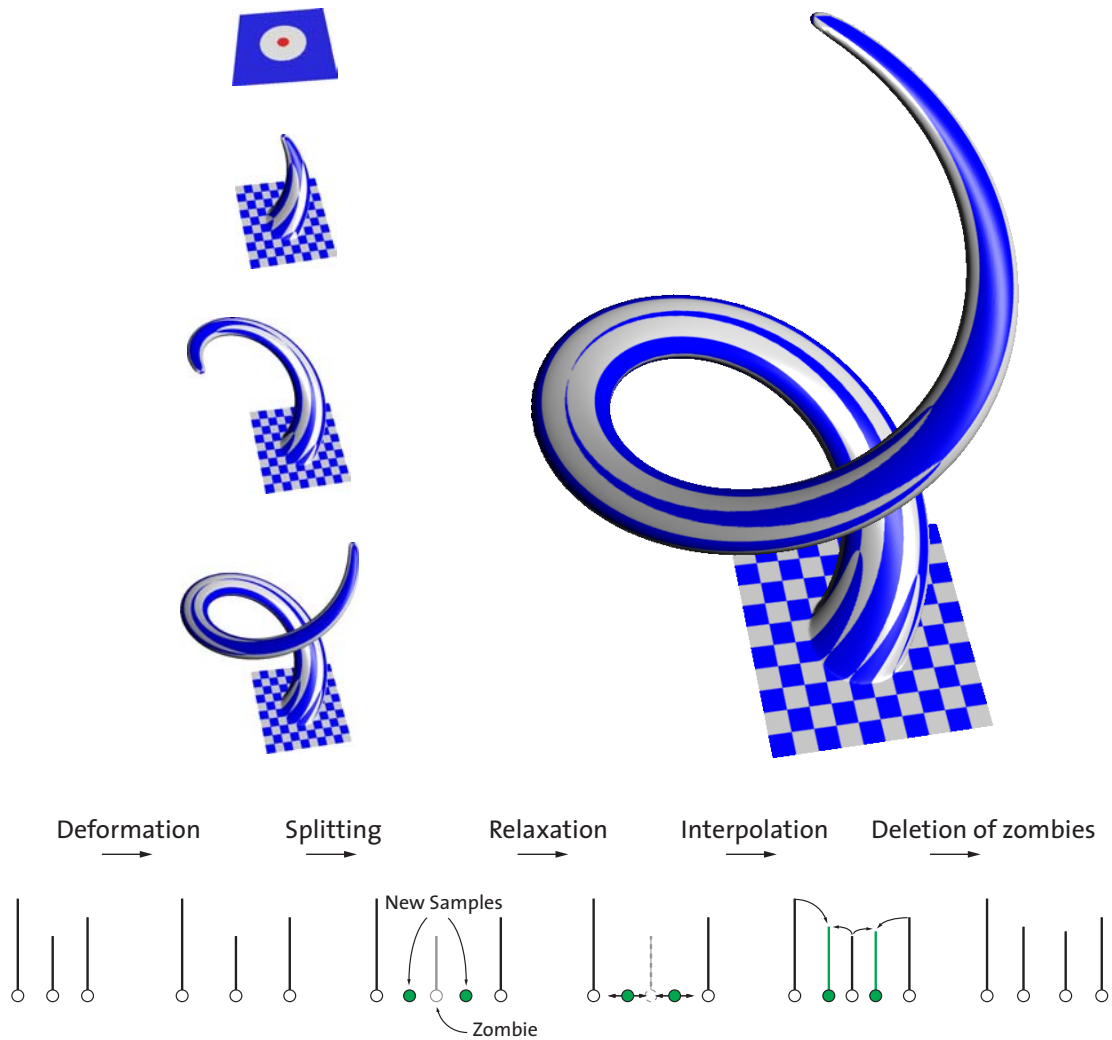 Deformation
Splitting
Relaxation
Interpolation
Deletion of zombies
New Samples
Zombie